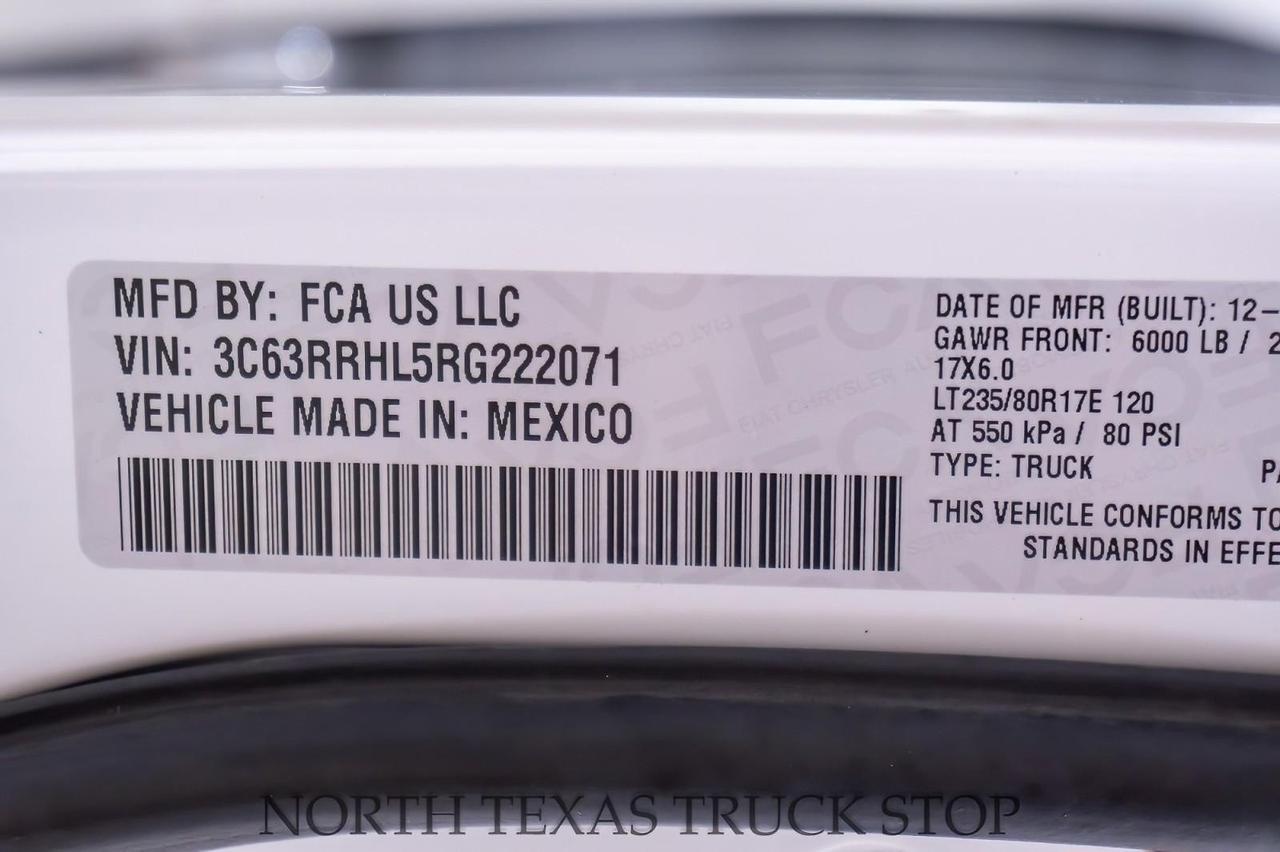 MFD BY: FCA US LLC
VIN: 3C63RRHL5RG222071
VEHICLE MADE IN: MEXICO
DATE OF MFR (BUILT): 12-
GAWR FRONT: 6000 LB / 2
17X6.0
LT235/80R17E 120
AT 550 kPa / 80 PSI
TYPE: TRUCK PA
THIS VEHICLE CONFORMS TO
STANDARDS IN EFFE
NORTH TEXAS TRUCK STOP